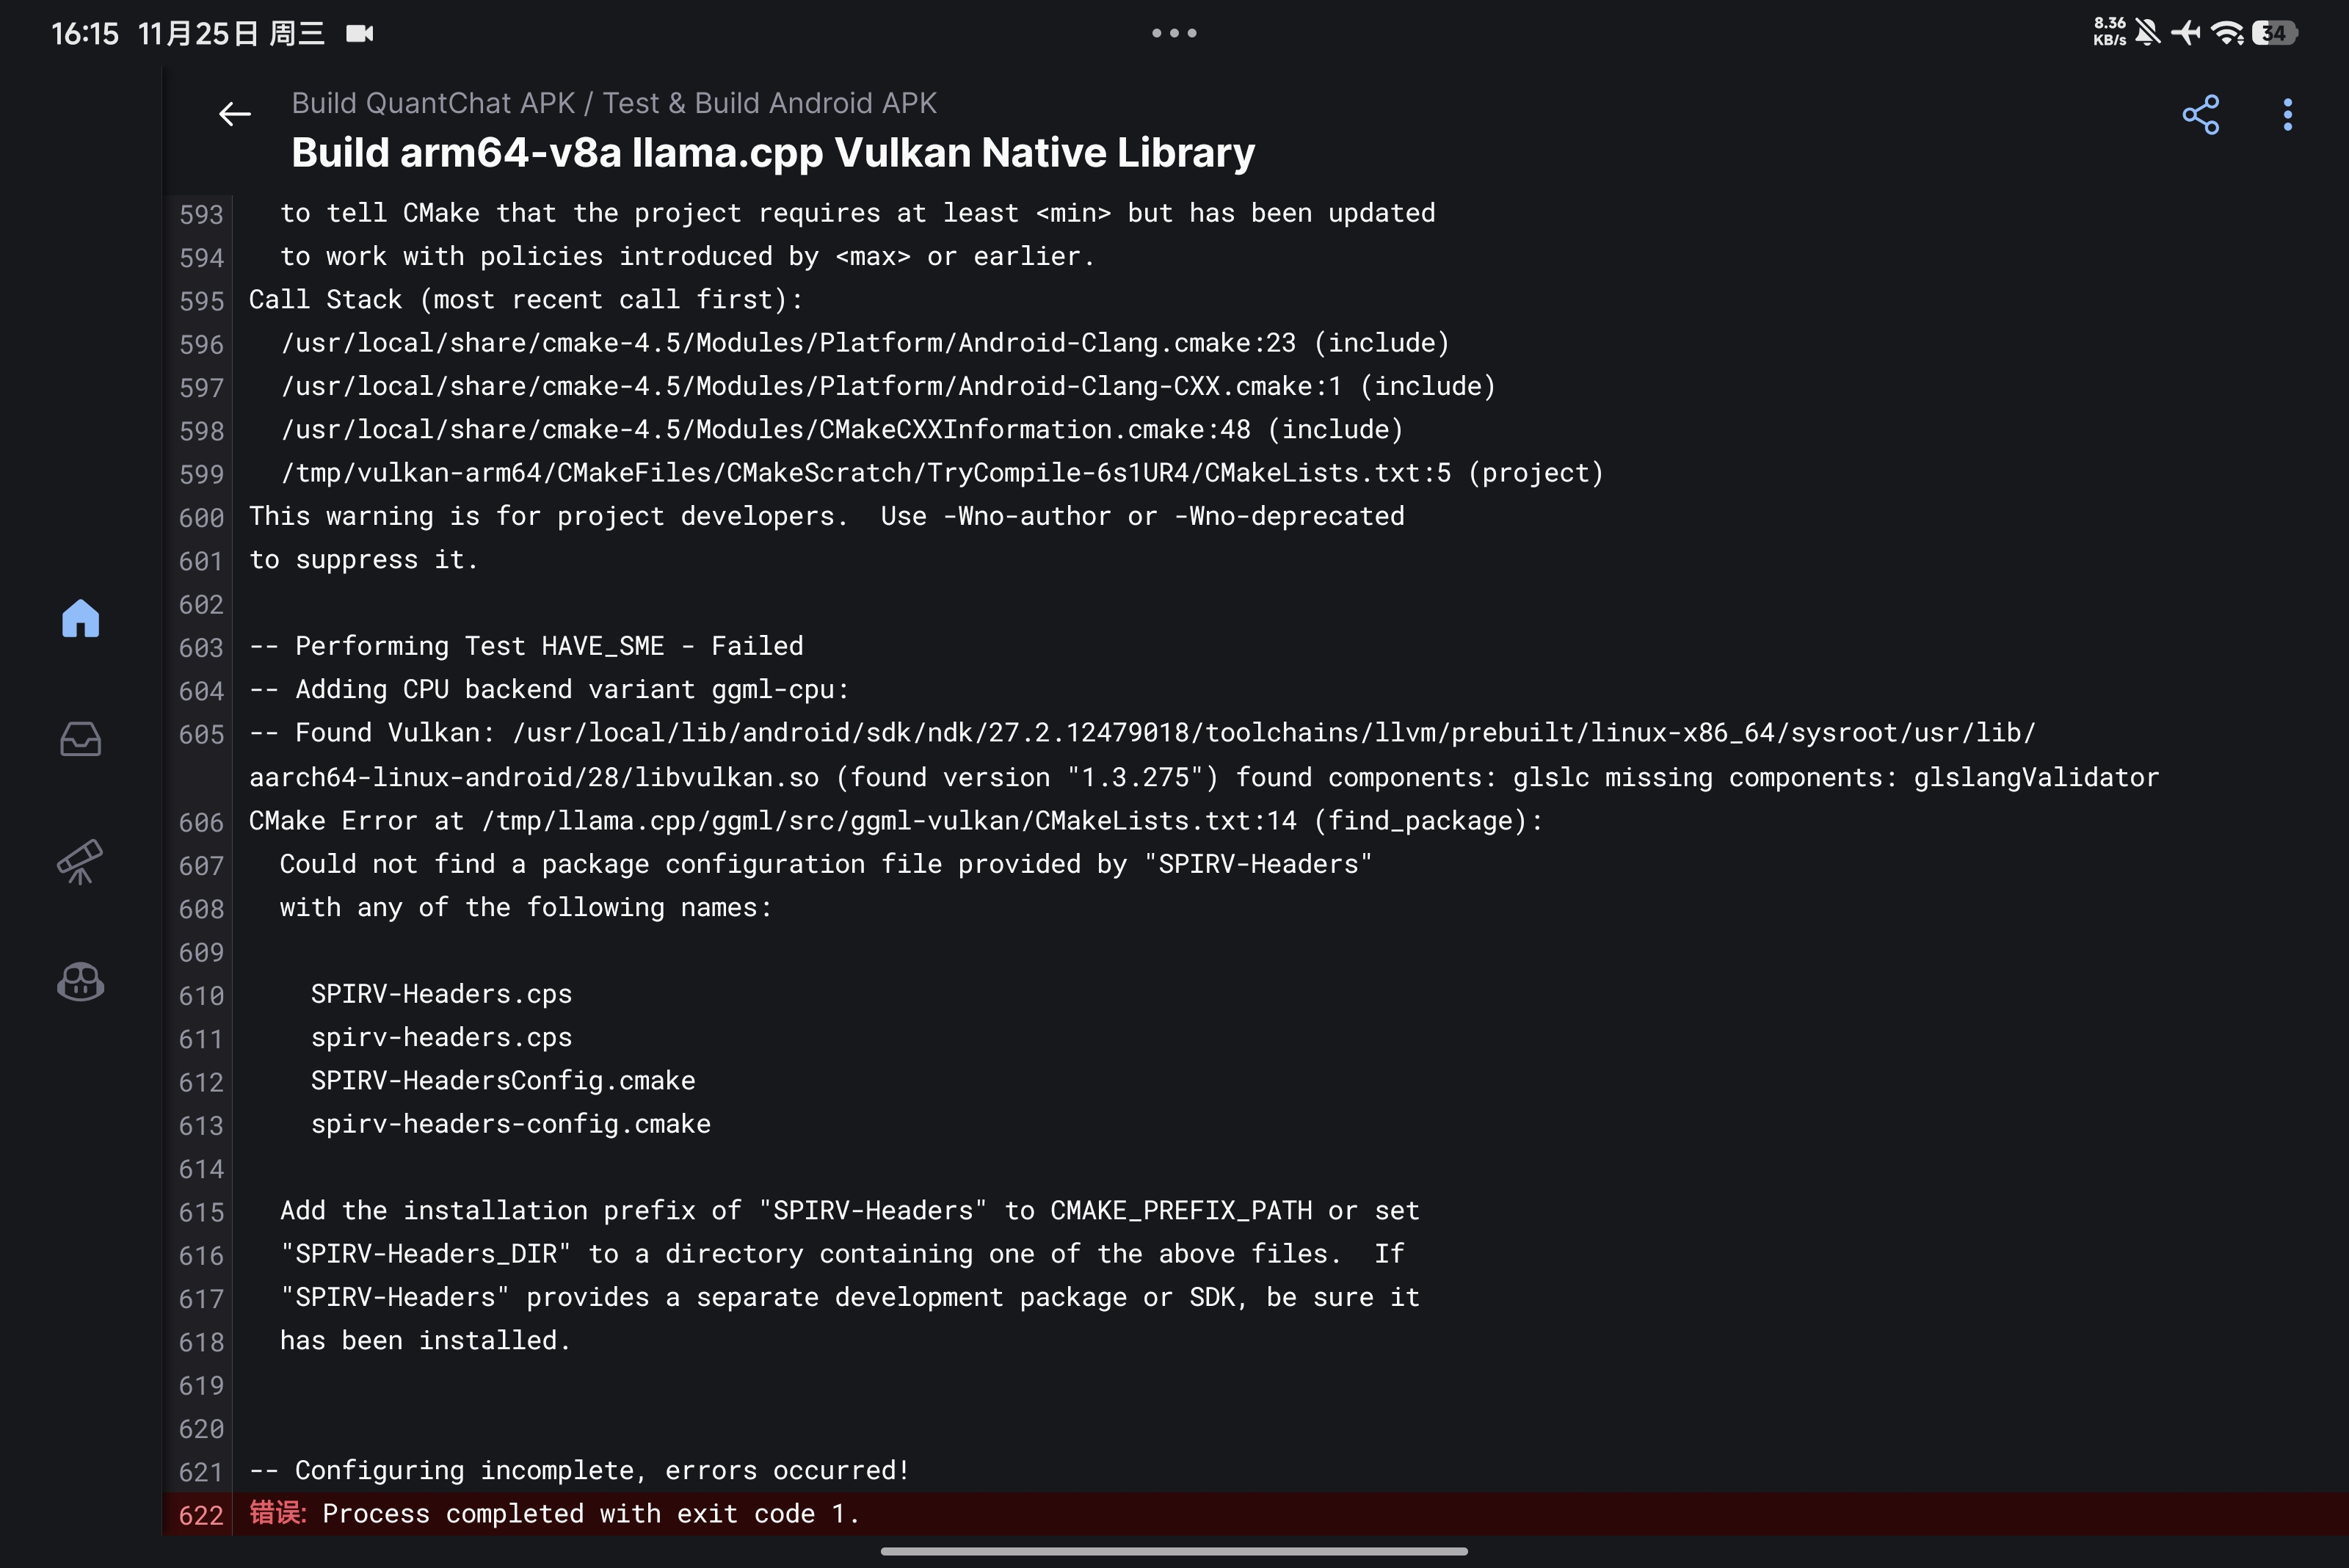 16:15 11月25日 周三
8.36 KB/s
34
Build QuantChat APK / Test & Build Android APK
Build arm64-v8a llama.cpp Vulkan Native Library
593 to tell CMake that the project requires at least <min> but has been updated
594 to work with policies introduced by <max> or earlier.
595 Call Stack (most recent call first):
596 /usr/local/share/cmake-4.5/Modules/Platform/Android-Clang.cmake:23 (include)
597 /usr/local/share/cmake-4.5/Modules/Platform/Android-Clang-CXX.cmake:1 (include)
598 /usr/local/share/cmake-4.5/Modules/CMakeCXXInformation.cmake:48 (include)
599 /tmp/vulkan-arm64/CMakeFiles/CMakeScratch/TryCompile-6s1UR4/CMakeLists.txt:5 (project)
600 This warning is for project developers.  Use -Wno-author or -Wno-deprecated
601 to suppress it.
602
603 -- Performing Test HAVE_SME - Failed
604 -- Adding CPU backend variant ggml-cpu:
605 -- Found Vulkan: /usr/local/lib/android/sdk/ndk/27.2.12479018/toolchains/llvm/prebuilt/linux-x86_64/sysroot/usr/lib/
aarch64-linux-android/28/libvulkan.so (found version "1.3.275") found components: glslc missing components: glslangValidator
606 CMake Error at /tmp/llama.cpp/ggml/src/ggml-vulkan/CMakeLists.txt:14 (find_package):
607 Could not find a package configuration file provided by "SPIRV-Headers"
608 with any of the following names:
609
610 SPIRV-Headers.cps
611 spirv-headers.cps
612 SPIRV-HeadersConfig.cmake
613 spirv-headers-config.cmake
614
615 Add the installation prefix of "SPIRV-Headers" to CMAKE_PREFIX_PATH or set
616 "SPIRV-Headers_DIR" to a directory containing one of the above files.  If
617 "SPIRV-Headers" provides a separate development package or SDK, be sure it
618 has been installed.
619
620
621 -- Configuring incomplete, errors occurred!
622 错误: Process completed with exit code 1.